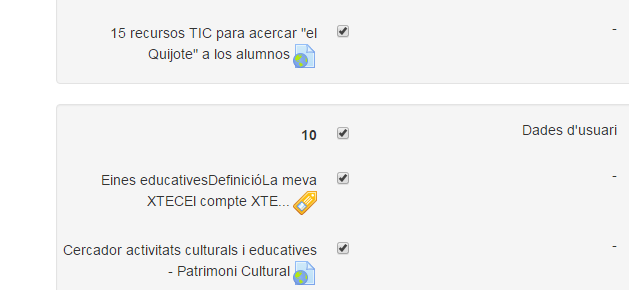 15 recursos TIC para acercar "el
Quijote" a los alumnos
-
10
Dades d'usuari
Eines educativesDefinicióLa meva
XTECEl compte XTE...
-
Cercador activitats culturals i educatives
- Patrimoni Cultural
-